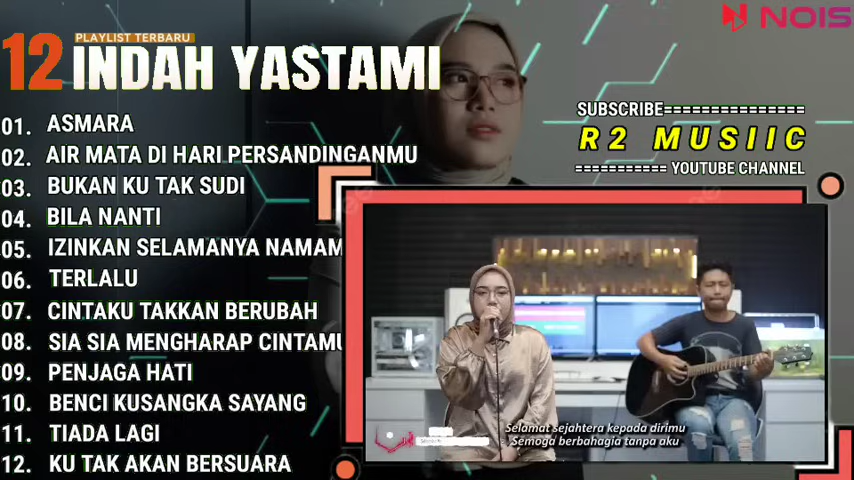 NOIS
PLAYLIST TERBARU
12 INDAH YASTAMI
SUBSCRIBE===============
R2 MUSIIC
=========== YOUTUBE CHANNEL
01. ASMARA
02. AIR MATA DI HARI PERSANDINGANMU
03. BUKAN KU TAK SUDI
04. BILA NANTI
05. IZINKAN SELAMANYA NAMAM
06. TERLALU
07. CINTAKU TAKKAN BERUBAH
08. SIA SIA MENGHARAP CINTAMU
09. PENJAGA HATI
10. BENCI KUSANGKA SAYANG
11. TIADA LAGI
12. KU TAK AKAN BERSUARA
Selamat sejahtera kepada dirimu
Semoga berbahagia tanpa aku